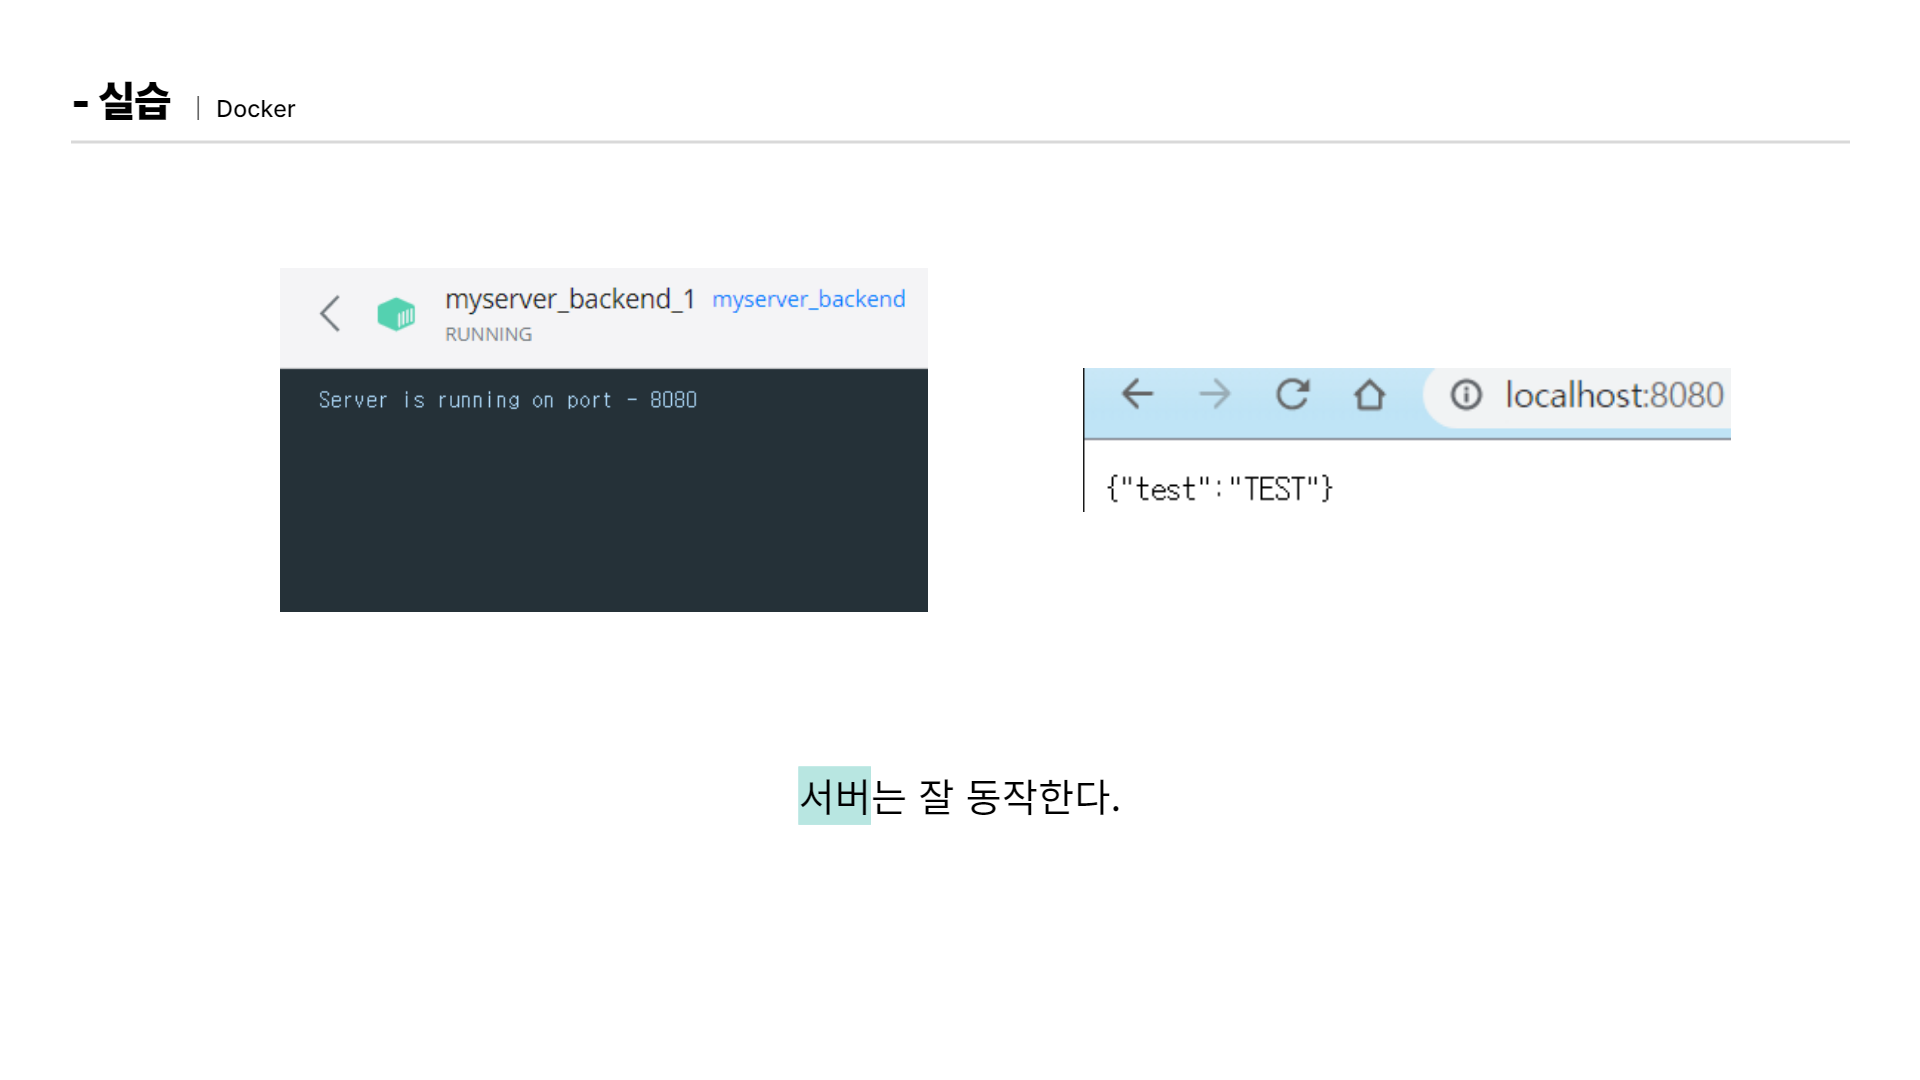 - 실습 | Docker
myserver_backend_1 myserver_backend
RUNNING
Server is running on port - 8080
localhost:8080
{"test":"TEST"}
서버는 잘 동작한다.